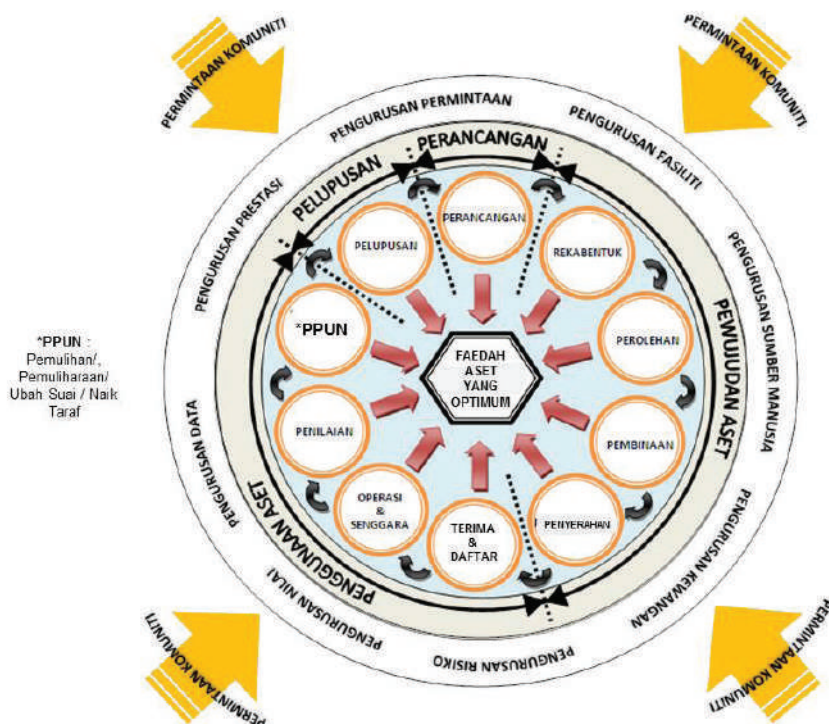 PERMINTAAN KOMUNITI
PERMINTAAN KOMUNITI
PENGURUSAN PERMINTAAN
PENGURUSAN FASILITI
PENGURUSAN SUMBER MANUSIA
PENGURUSAN KEWANGAN
PENGURUSAN RISIKO
PENGURUSAN NILAI
PENGURUSAN DATA
PENGURUSAN PRESTASI
PERANCANGAN
PEWUJUDAN ASET
PENGGUNAAN ASET
PELUPUSAN
PERANCANGAN
REKABENTUK
PEROLEHAN
PEMBINAAN
PENYERAHAN
TERIMA
&
DAFTAR
OPERASI
&
SENGGARA
PENILAIAN
*PPUN
PELUPUSAN
FAEDAH
ASET
YANG
OPTIMUM
*PPUN :
Pemulihan/,
Pemuliharaan/
Ubah Suai / Naik
Taraf
PERMINTAAN KOMUNITI
PERMINTAAN KOMUNITI